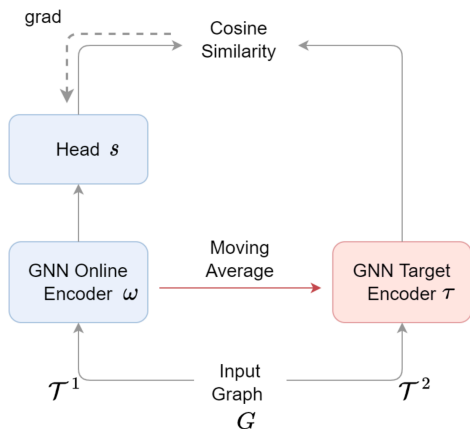 grad
Cosine
Similarity
Head s
GNN Online
Encoder ω
Moving
Average
GNN Target
Encoder τ
𝒯¹
Input
Graph
G
𝒯²